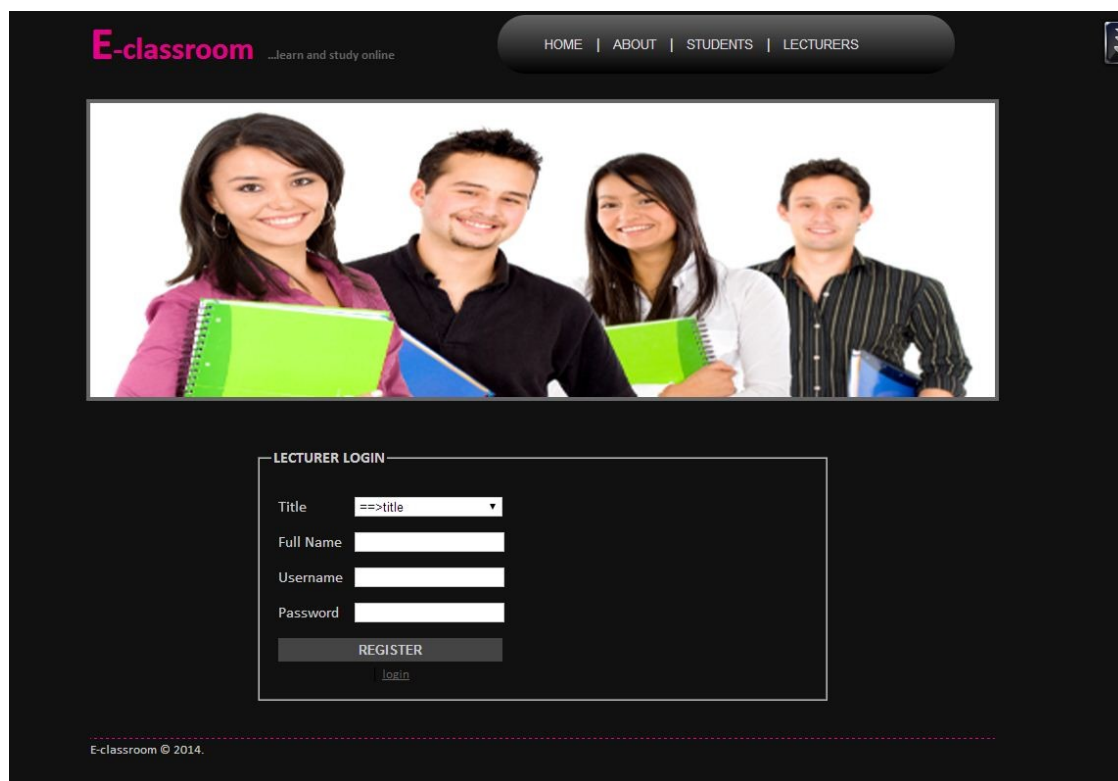 E-classroom ...learn and study online
HOME | ABOUT | STUDENTS | LECTURERS
LECTURER LOGIN
Title ==>title
Full Name
Username
Password
REGISTER
| login
E-classroom © 2014.